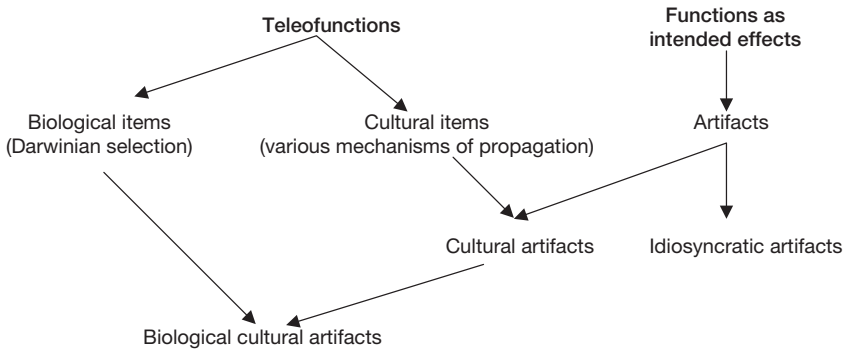 Teleofunctions
Functions as
intended effects
Biological items
(Darwinian selection)
Cultural items
(various mechanisms of propagation)
Artifacts
Cultural artifacts
Idiosyncratic artifacts
Biological cultural artifacts